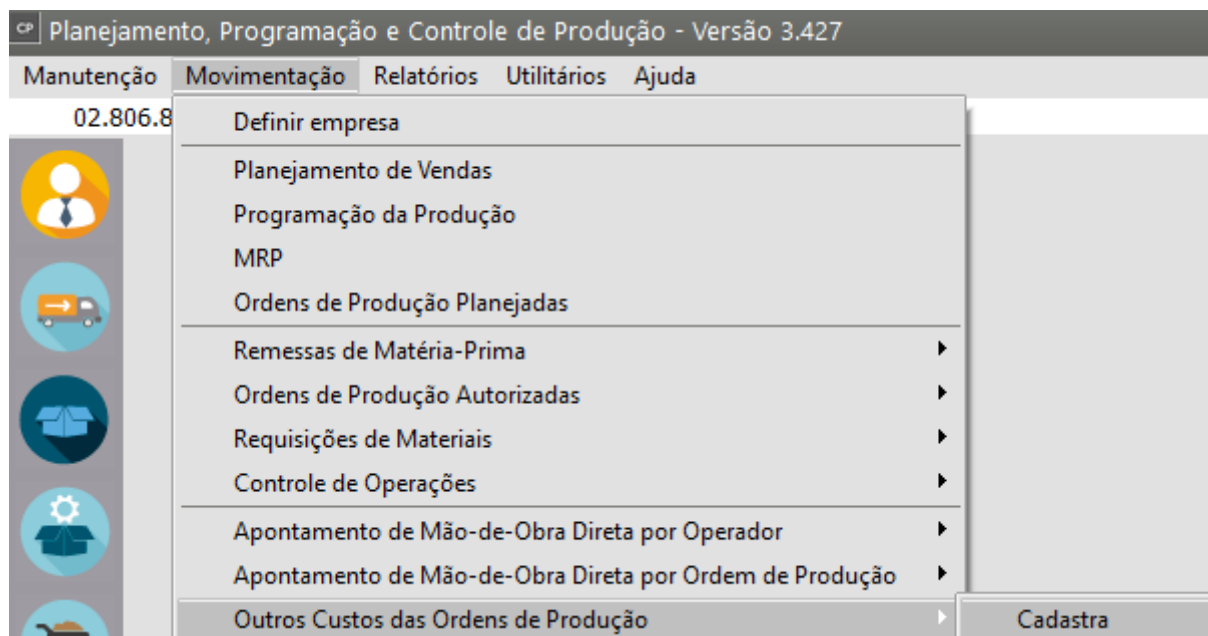 CP Planejamento, Programação e Controle de Produção - Versão 3.427
Manutenção Movimentação Relatórios Utilitários Ajuda
02.806.8
Definir empresa
Planejamento de Vendas
Programação da Produção
MRP
Ordens de Produção Planejadas
Remessas de Matéria-Prima
Ordens de Produção Autorizadas
Requisições de Materiais
Controle de Operações
Apontamento de Mão-de-Obra Direta por Operador
Apontamento de Mão-de-Obra Direta por Ordem de Produção
Outros Custos das Ordens de Produção Cadastra